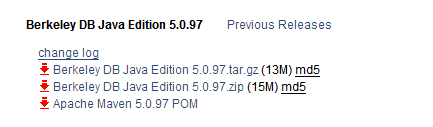 Berkeley DB Java Edition 5.0.97 Previous Releases
change log
Berkeley DB Java Edition 5.0.97.tar.gz (13M) md5
Berkeley DB Java Edition 5.0.97.zip (15M) md5
Apache Maven 5.0.97 POM